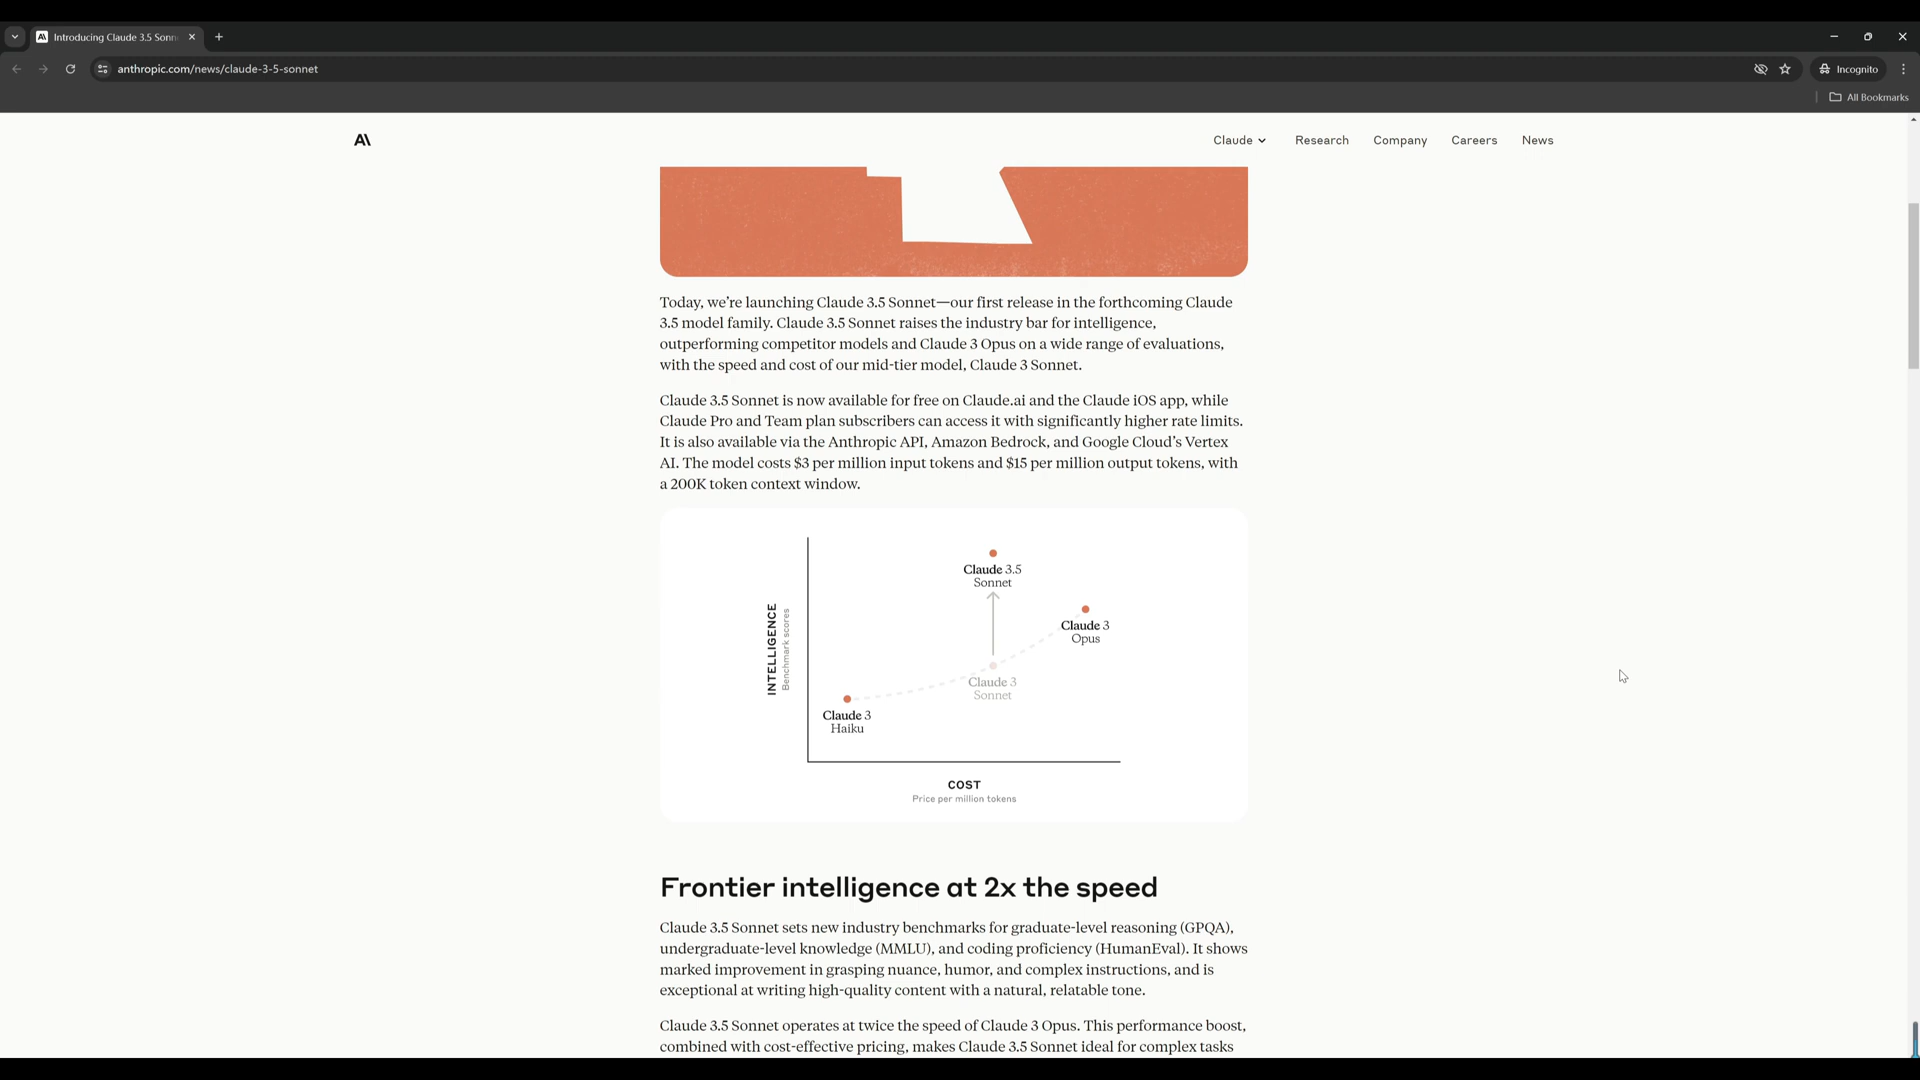 Introducing Claude 3.5 Sonn
anthropic.com/news/claude-3-5-sonnet
Incognito
All Bookmarks
Claude
Research
Company
Careers
News
Today, we’re launching Claude 3.5 Sonnet—our first release in the forthcoming Claude
3.5 model family. Claude 3.5 Sonnet raises the industry bar for intelligence,
outperforming competitor models and Claude 3 Opus on a wide range of evaluations,
with the speed and cost of our mid-tier model, Claude 3 Sonnet.
Claude 3.5 Sonnet is now available for free on Claude.ai and the Claude iOS app, while
Claude Pro and Team plan subscribers can access it with significantly higher rate limits.
It is also available via the Anthropic API, Amazon Bedrock, and Google Cloud’s Vertex
AI. The model costs $3 per million input tokens and $15 per million output tokens, with
a 200K token context window.
INTELLIGENCE
Benchmark scores
Claude 3.5
Sonnet
Claude 3
Opus
Claude 3
Sonnet
Claude 3
Haiku
COST
Price per million tokens
Frontier intelligence at 2x the speed
Claude 3.5 Sonnet sets new industry benchmarks for graduate-level reasoning (GPQA),
undergraduate-level knowledge (MMLU), and coding proficiency (HumanEval). It shows
marked improvement in grasping nuance, humor, and complex instructions, and is
exceptional at writing high-quality content with a natural, relatable tone.
Claude 3.5 Sonnet operates at twice the speed of Claude 3 Opus. This performance boost,
combined with cost-effective pricing, makes Claude 3.5 Sonnet ideal for complex tasks